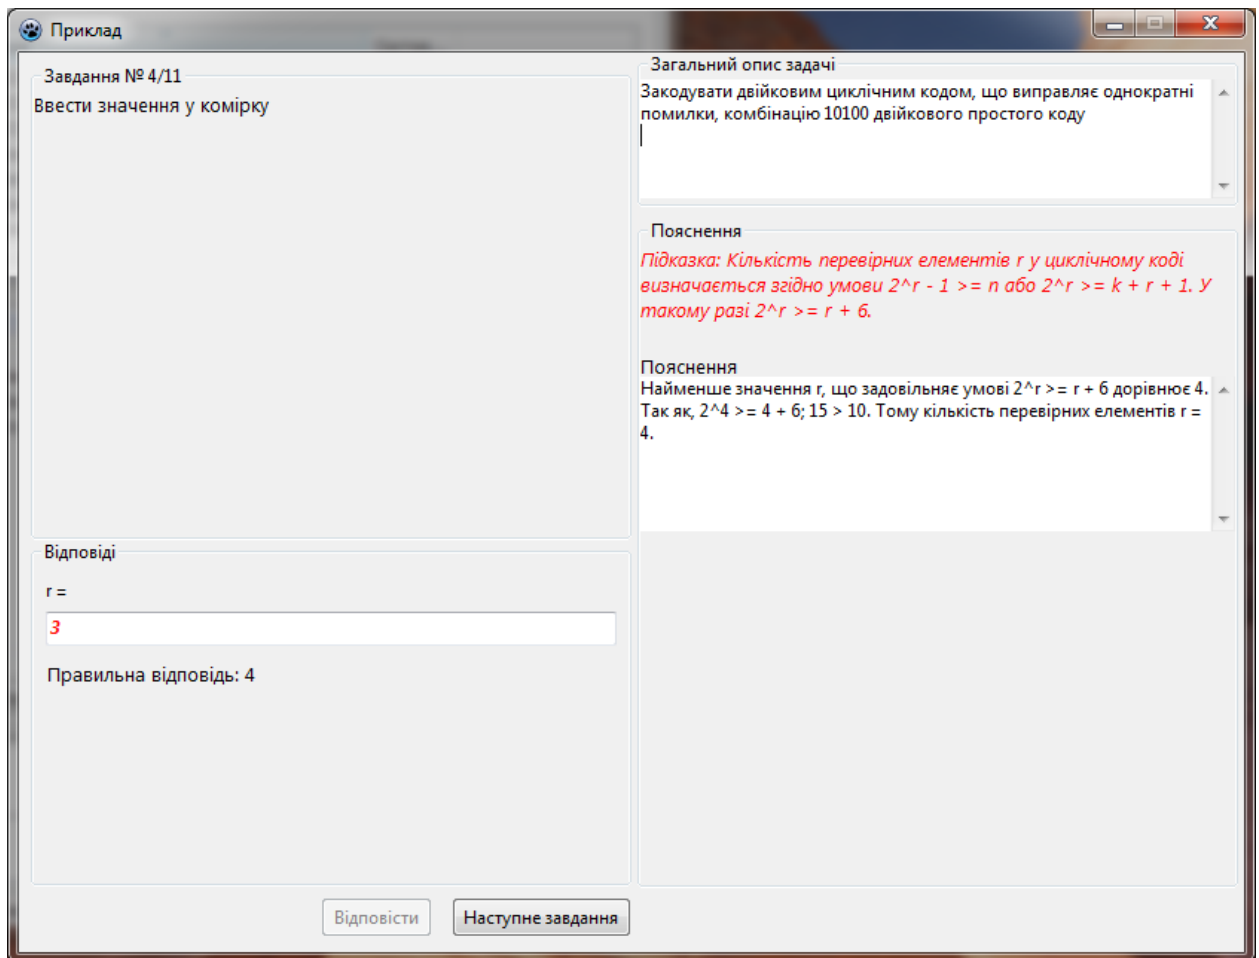 Приклад
Завдання № 4/11
Ввести значення у комірку
Загальний опис задачі
Закодувати двійковим циклічним кодом, що виправляє однократні
помилки, комбінацію 10100 двійкового простого коду
Пояснення
Підказка: Кількість перевірних елементів r у циклічному коді
визначається згідно умови 2^r - 1 >= n або 2^r >= k + r + 1. У
такому разі 2^r >= r + 6.
Пояснення
Найменше значення r, що задовільняє умові 2^r >= r + 6 дорівнює 4.
Так як, 2^4 >= 4 + 6; 15 > 10. Тому кількість перевірних елементів r =
4.
Відповіді
r =
3
Правильна відповідь: 4
Відповісти
Наступне завдання